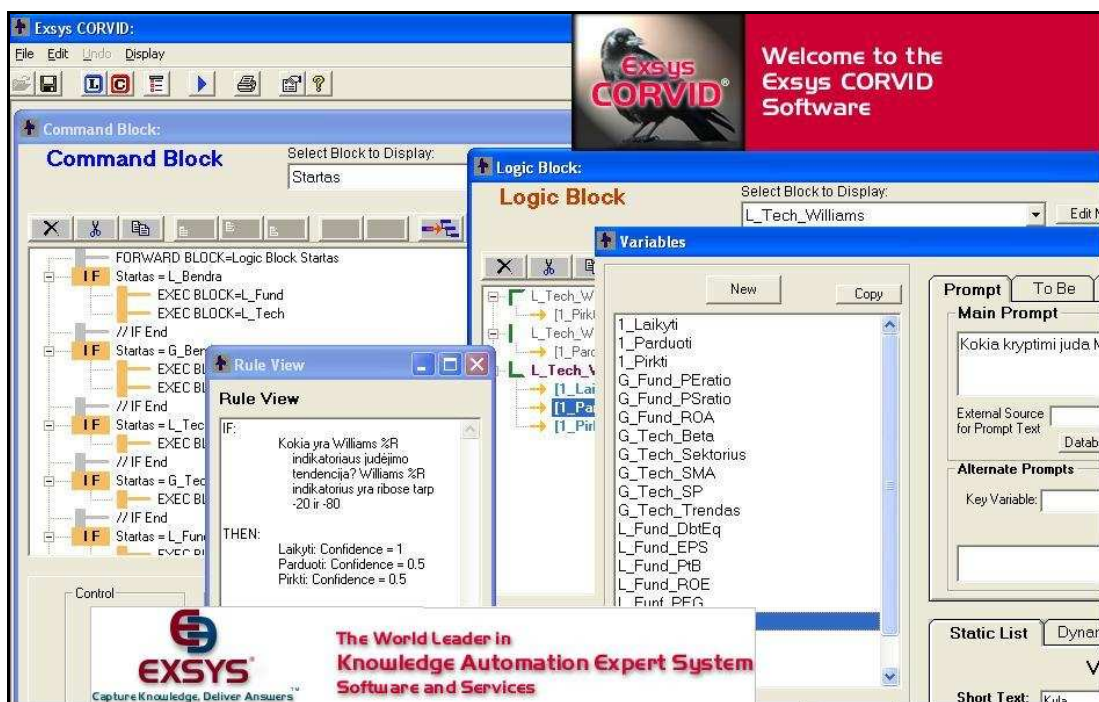 Exsys CORVID:
File Edit Undo Display
Exsys
CORVID®
Welcome to the
Exsys CORVID
Software
Command Block:
Command Block
Select Block to Display:
Startas
FORWARD BLOCK=Logic Block Startas
IF Startas = L_Bendra
EXEC BLOCK=L_Fund
EXEC BLOCK=L_Tech
// IF End
IF Startas = G_Ben
EXEC BL
EXEC BL
// IF End
IF Startas = L_Tec
EXEC BL
// IF End
IF Startas = G_Tec
EXEC BL
// IF End
IF Startas = L_Fun
Control
Logic Block:
Logic Block
Select Block to Display:
L_Tech_Williams
Edit N
L_Tech_W
[1_Pirk
L_Tech_W
[1_Parc
L_Tech_V
[1_Lai
[1_Pa
[1_Pir
Rule View
Rule View
IF:
Kokia yra Williams %R
indikatoriaus judėjimo
tendencija? Williams %R
indikatorius yra ribose tarp
-20 ir -80
THEN:
Laikyti: Confidence = 1
Parduoti: Confidence = 0.5
Pirkti: Confidence = 0.5
Variables
New
Copy
1_Laikyti
1_Parduoti
1_Pirkti
G_Fund_PEratio
G_Fund_PSratio
G_Fund_ROA
G_Tech_Beta
G_Tech_Sektorius
G_Tech_SMA
G_Tech_SP
G_Tech_Trendas
L_Fund_DbtEq
L_Fund_EPS
L_Fund_PtB
L_Fund_ROE
L_Funf_PEG
Prompt To Be
Main Prompt
Kokia kryptimi juda M
External Source
for Prompt Text
Datab
Alternate Prompts
Key Variable:
Static List Dynar
V
Short Text: Kyla
EXSYS
Capture Knowledge, Deliver Answers™
The World Leader in
Knowledge Automation Expert System
Software and Services